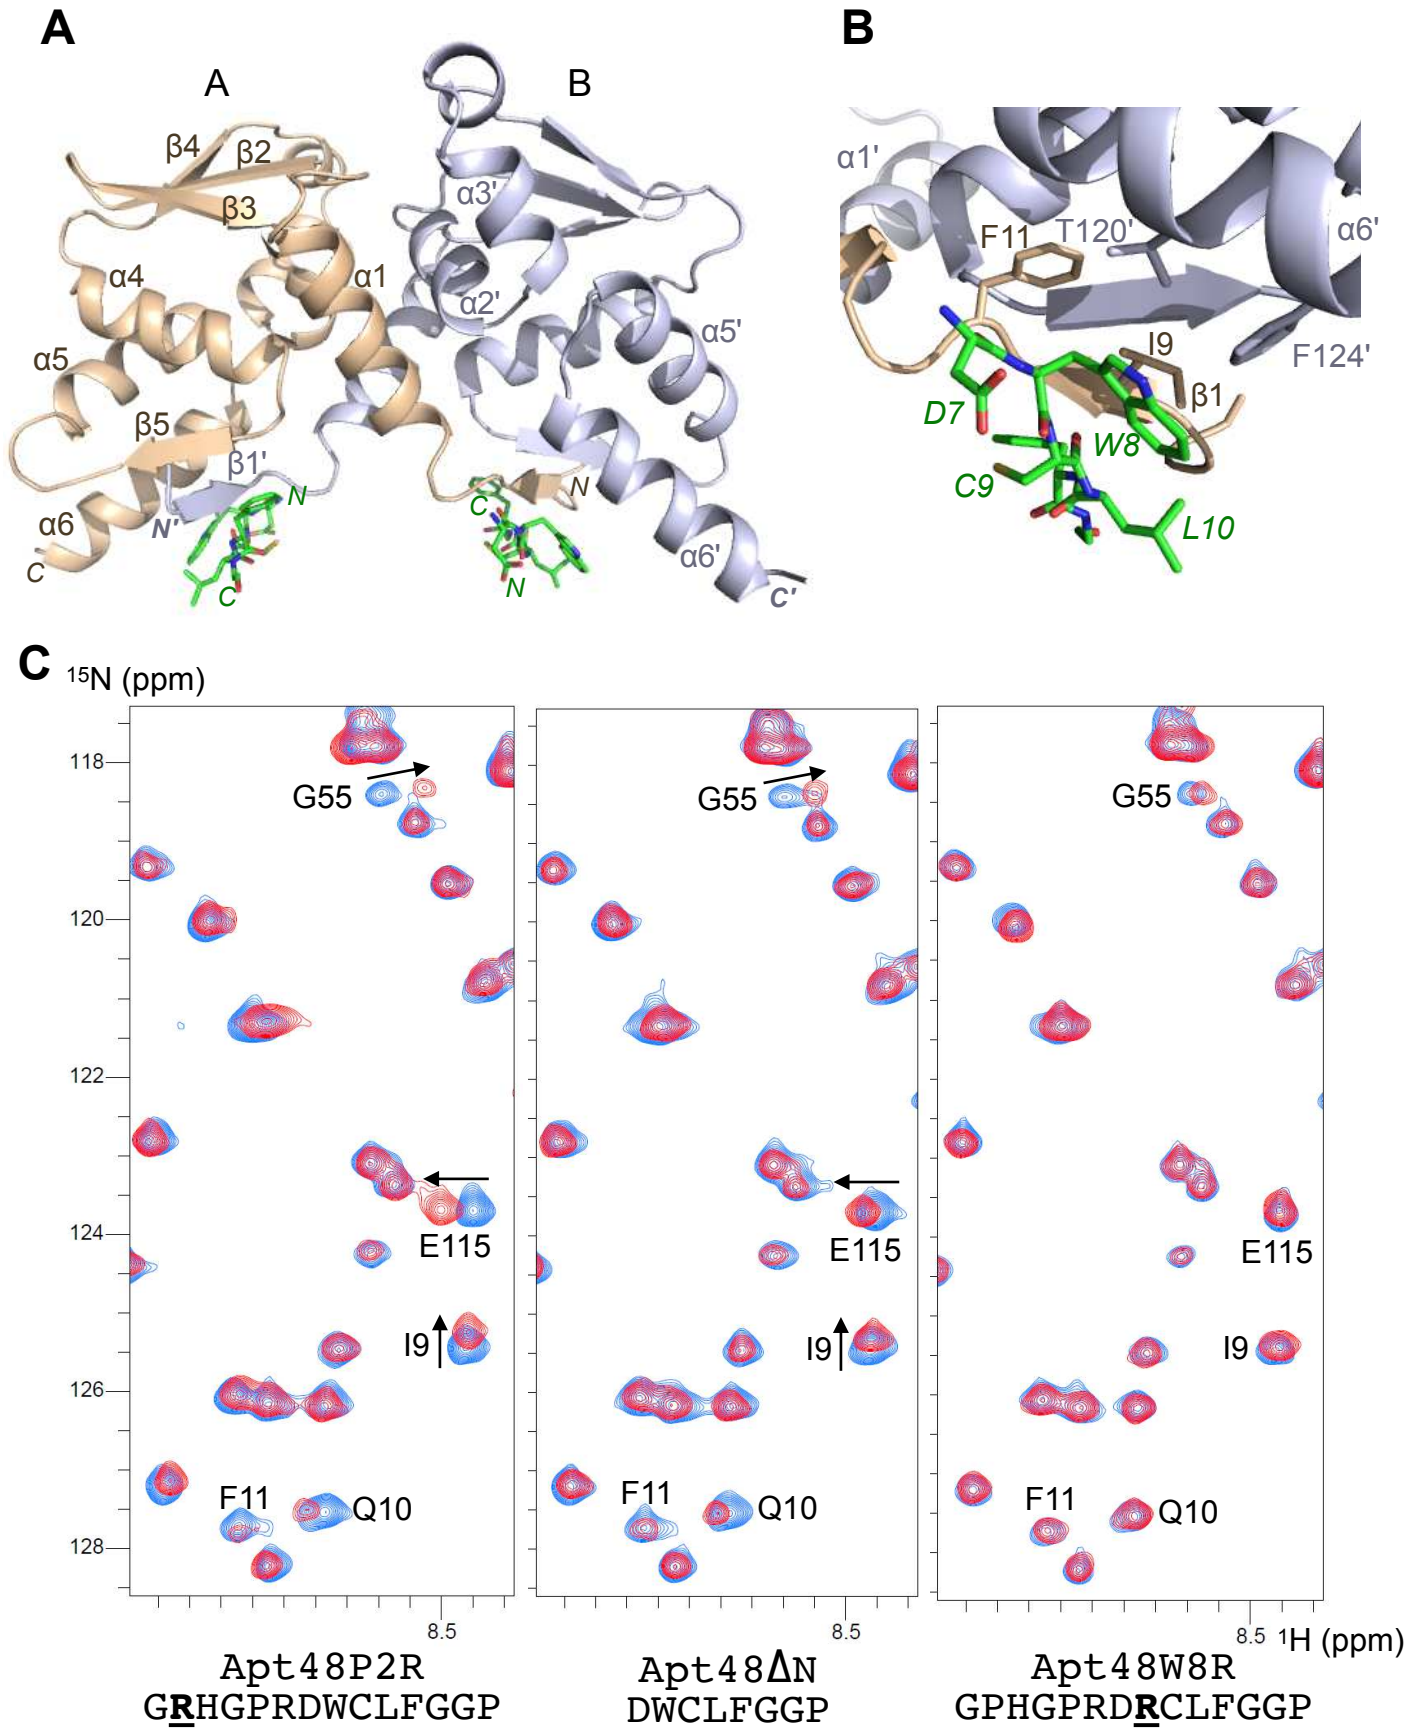 A
A
B
β4
β2
β3
α3'
α4
α1
α2'
α5'
α5
β5
β1'
N
C
N
α6
N'
α6'
C
C
N
C'
B
α1'
F11
T120'
α6'
I9
F124'
D7
β1
W8
C9
L10
C
15N (ppm)
118
G55
G55
G55
120
122
124
E115
E115
E115
I9
I9
I9
126
F11
Q10
F11
Q10
F11
Q10
128
8.5
8.5
8.5
1H (ppm)
Apt48P2R
Apt48ΔN
Apt48W8R
GRHGPRDWCLFGGP
DWCLFGGP
GPHGPRDRCLFGGP